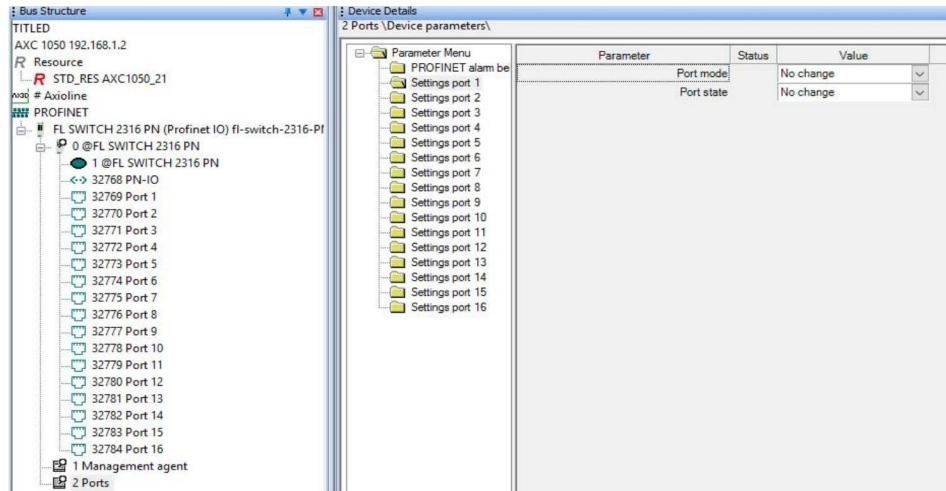 Bus Structure
TITLED
AXC 1050 192.168.1.2
R Resource
R STD_RES AXC1050_21
# Axioline
PROFINET
FL SWITCH 2316 PN (Profinet IO) fl-switch-2316-PI
0 @FL SWITCH 2316 PN
1 @FL SWITCH 2316 PN
32768 PN-IO
32769 Port 1
32770 Port 2
32771 Port 3
32772 Port 4
32773 Port 5
32774 Port 6
32775 Port 7
32776 Port 8
32777 Port 9
32778 Port 10
32779 Port 11
32780 Port 12
32781 Port 13
32782 Port 14
32783 Port 15
32784 Port 16
1 Management agent
2 Ports
Device Details
2 Ports \Device parameters\
Parameter Menu
PROFINET alarm be
Settings port 1
Settings port 2
Settings port 3
Settings port 4
Settings port 5
Settings port 6
Settings port 7
Settings port 8
Settings port 9
Settings port 10
Settings port 11
Settings port 12
Settings port 13
Settings port 14
Settings port 15
Settings port 16
Parameter Status Value
Port mode No change
Port state No change